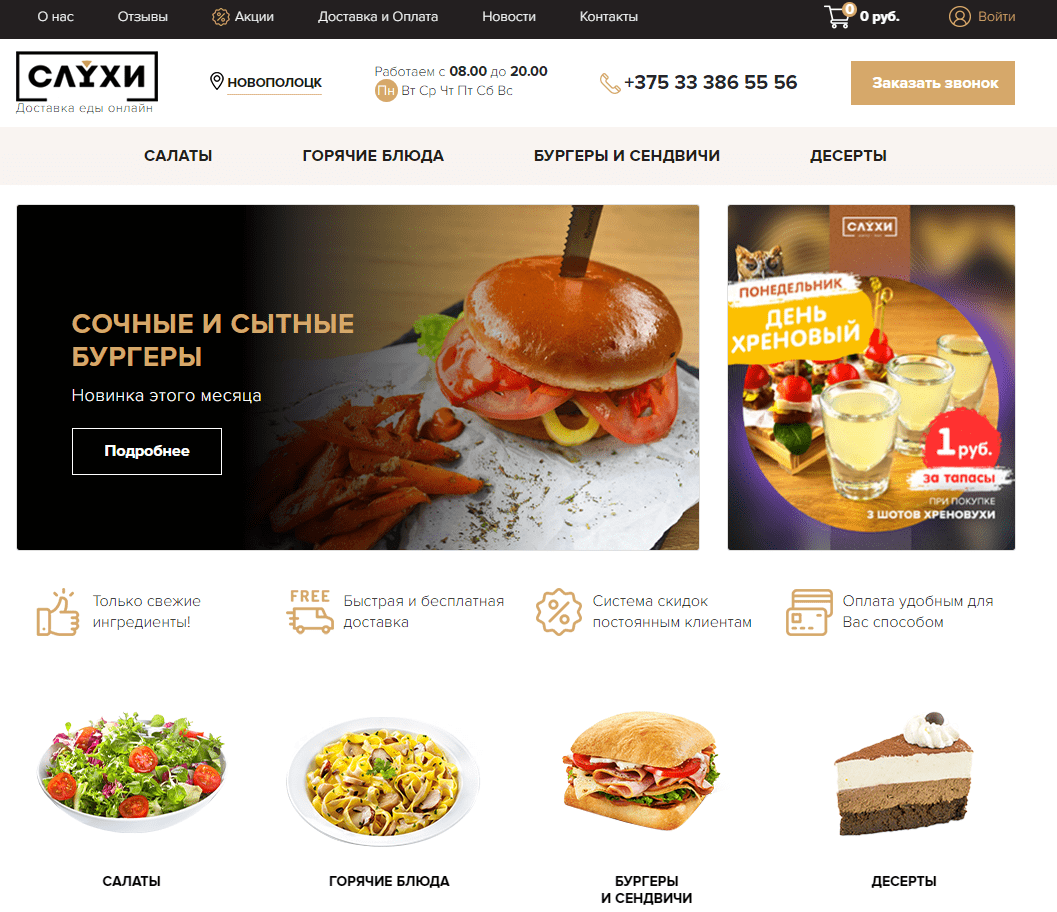 О нас Отзывы Акции Доставка и Оплата Новости Контакты 0 0 руб. Войти
СЛУХИ
Доставка еды онлайн
НОВОПОЛОЦК
Работаем с 08.00 до 20.00
Пн Вт Ср Чт Пт Сб Вс
+375 33 386 55 56
Заказать звонок
САЛАТЫ ГОРЯЧИЕ БЛЮДА БУРГЕРЫ И СЕНДВИЧИ ДЕСЕРТЫ
СОЧНЫЕ И СЫТНЫЕ
БУРГЕРЫ
Новинка этого месяца
Подробнее
СЛУХИ
ПОНЕДЕЛЬНИК
ДЕНЬ
ХРЕНОВЫЙ
1 руб.
ЗА ТАПАСЫ
ПРИ ПОКУПКЕ
3 ШОТОВ ХРЕНОВУХИ
Только свежие
ингредиенты!
FREE
Быстрая и бесплатная
доставка
Система скидок
постоянным клиентам
Оплата удобным для
Вас способом
САЛАТЫ
ГОРЯЧИЕ БЛЮДА
БУРГЕРЫ
И СЕНДВИЧИ
ДЕСЕРТЫ